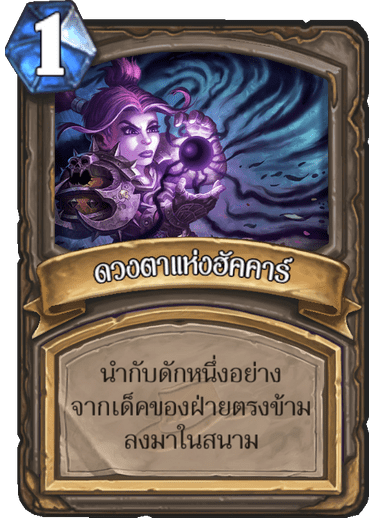 1
ดวงตาแห่งฮัคคาร์
นำกับดักหนึ่งอย่าง
จากเด็คของฝ่ายตรงข้าม
ลงมาในสนาม